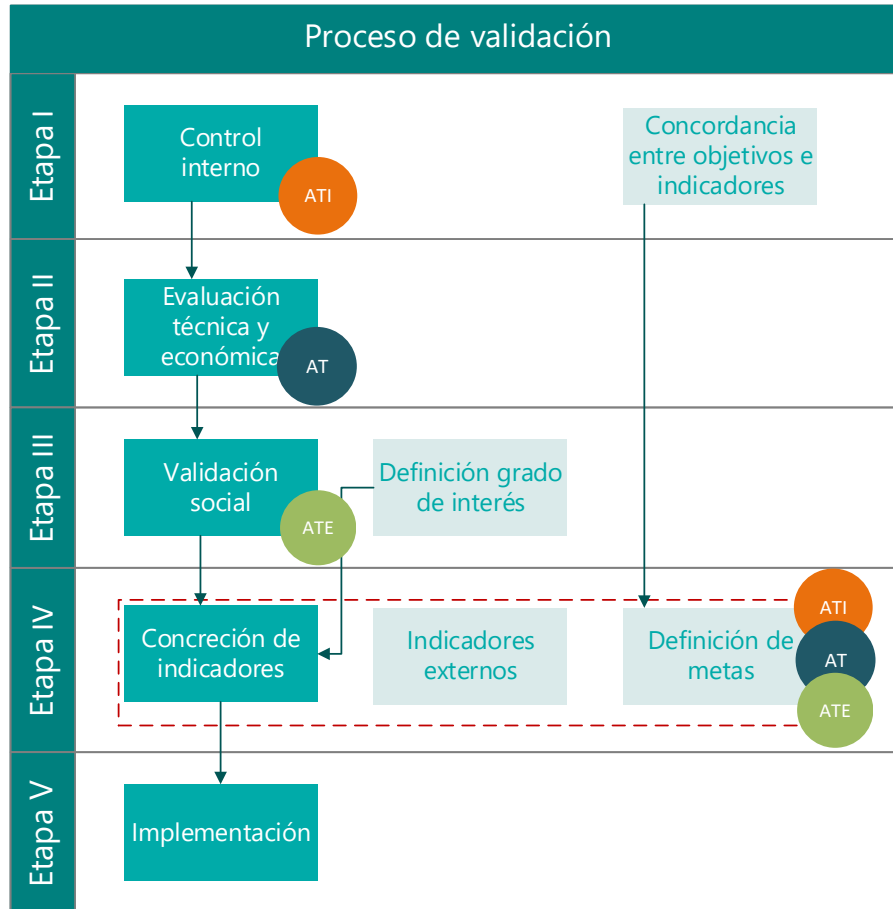 Proceso de validación
Etapa I
Control
interno
ATI
Concordancia
entre objetivos e
indicadores
Etapa II
Evaluación
técnica y
económica
AT
Etapa III
Validación
social
ATE
Definición grado
de interés
Etapa IV
Concreción de
indicadores
Indicadores
externos
Definición de
metas
ATI
AT
ATE
Etapa V
Implementación